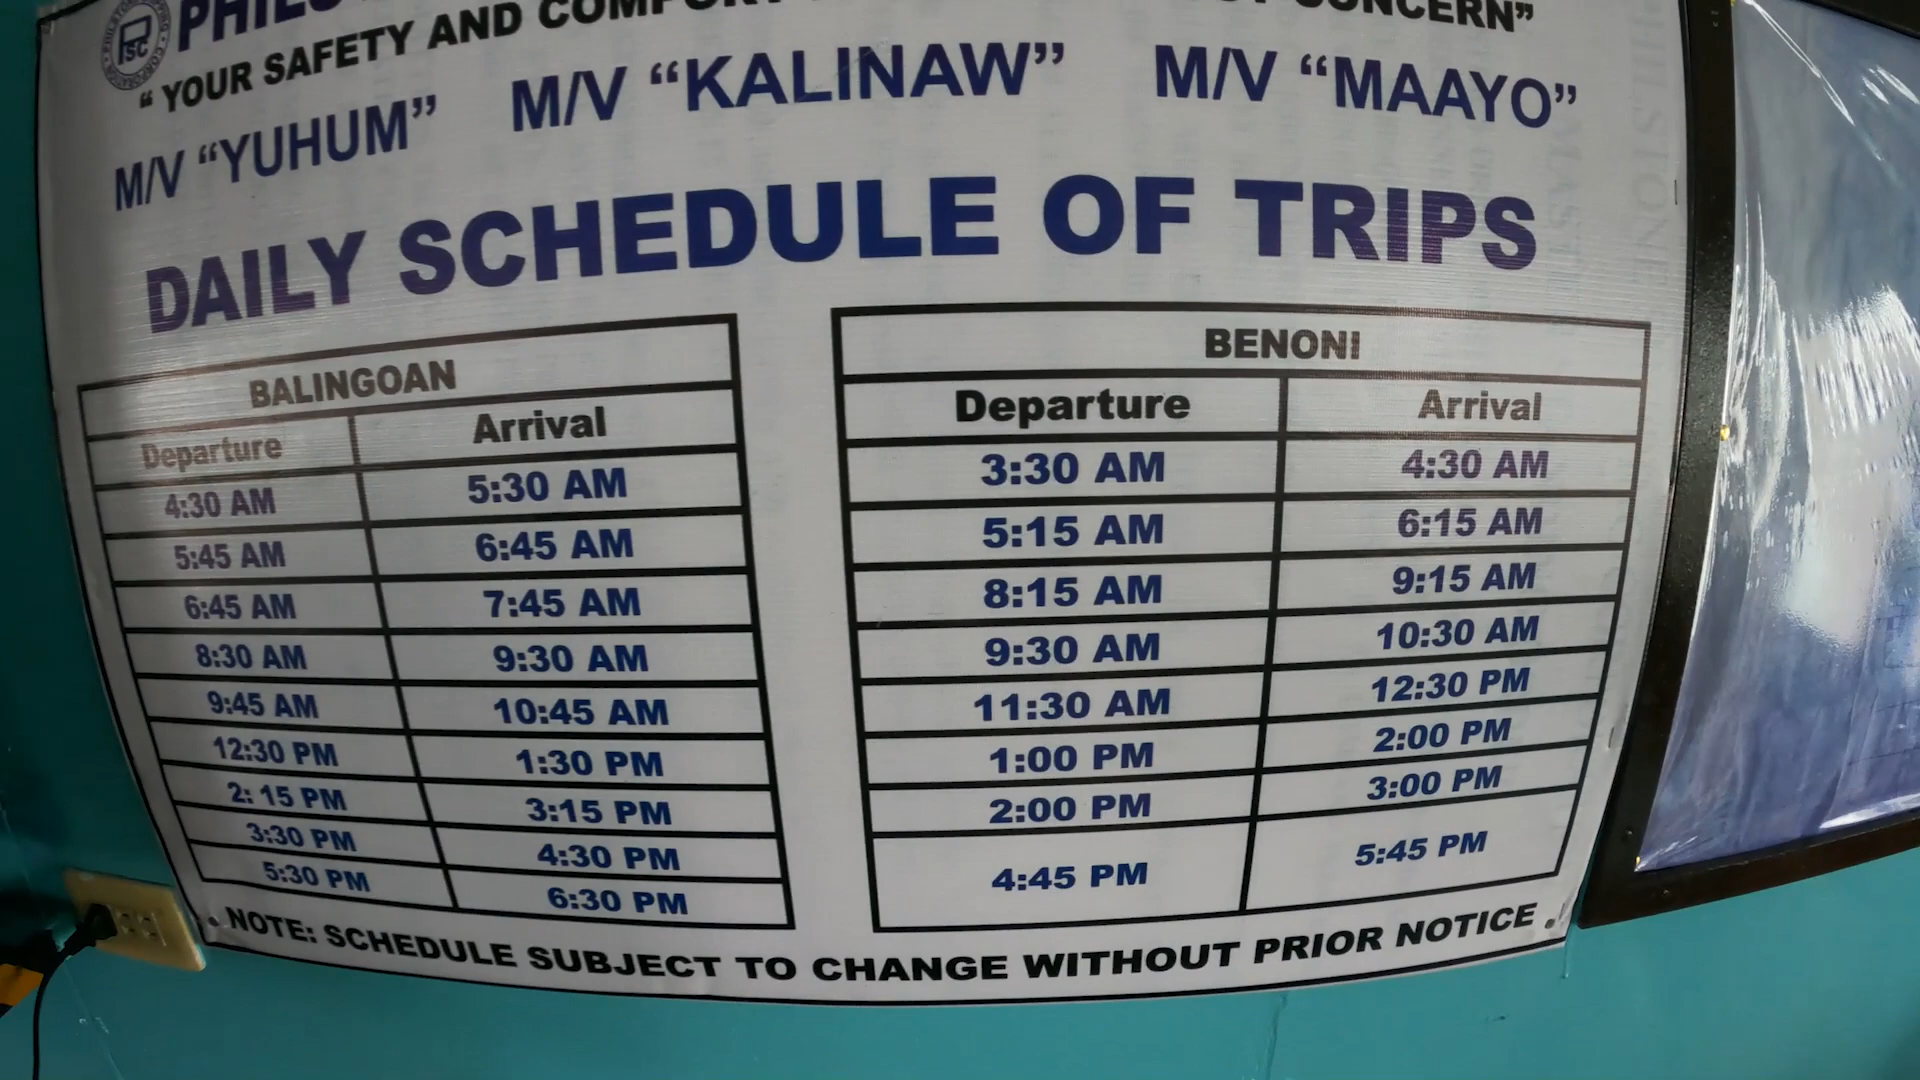 “YOUR SAFETY AND COMFORT CONCERN”
M/V “YUHUM” M/V “KALINAW” M/V “MAAYO”
DAILY SCHEDULE OF TRIPS
BALINGOAN
Departure Arrival
4:30 AM 5:30 AM
5:45 AM 6:45 AM
6:45 AM 7:45 AM
8:30 AM 9:30 AM
9:45 AM 10:45 AM
12:30 PM 1:30 PM
2: 15 PM 3:15 PM
3:30 PM 4:30 PM
5:30 PM 6:30 PM
BENONI
Departure Arrival
3:30 AM 4:30 AM
5:15 AM 6:15 AM
8:15 AM 9:15 AM
9:30 AM 10:30 AM
11:30 AM 12:30 PM
1:00 PM 2:00 PM
2:00 PM 3:00 PM
4:45 PM 5:45 PM
NOTE: SCHEDULE SUBJECT TO CHANGE WITHOUT PRIOR NOTICE